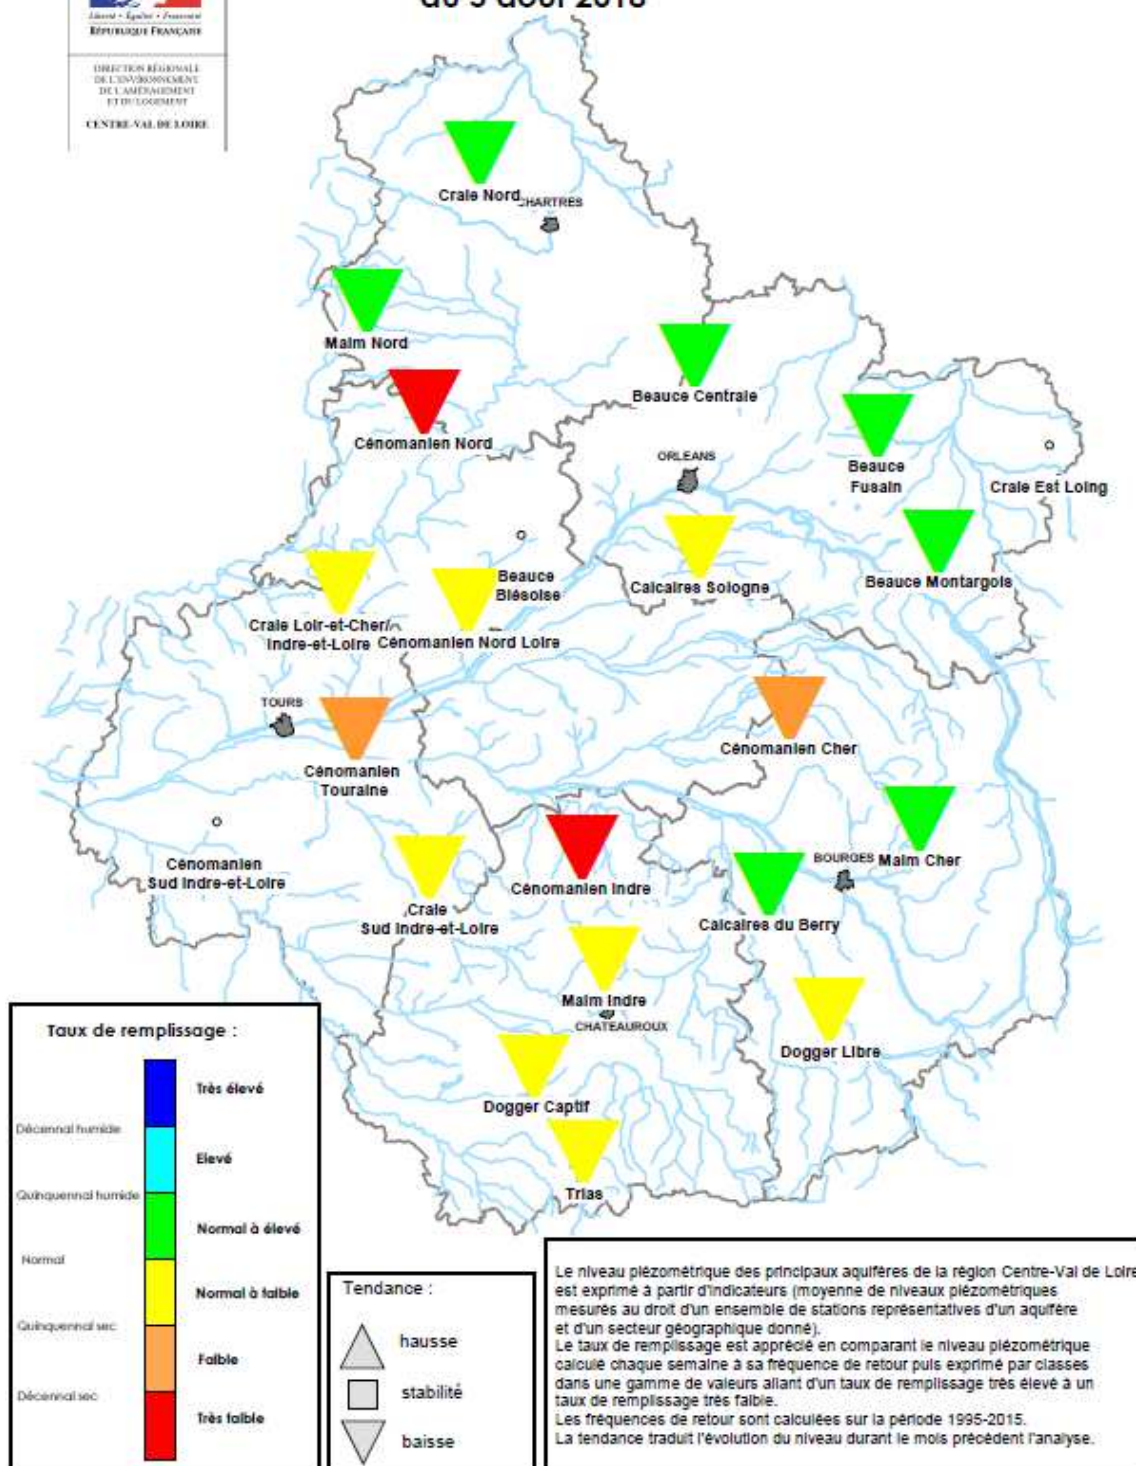 au 5 août 2018
Liberté • Égalité • Fraternité
RÉPUBLIQUE FRANÇAISE
DIRECTION RÉGIONALE
DE L'ENVIRONNEMENT
DE L'AMÉNAGEMENT
ET DU LOGEMENT
CENTRE-VAL DE LOIRE
Craie Nord
CHARTRES
Malm Nord
Beauce Centrale
Cénomanien Nord
ORLEANS
Beauce
Fusain
Craie Est Loing
Beauce
Blésoise
Calcaires Sologne
Beauce Montargois
Craie Loir-et-Cher/
Indre-et-Loire
Cénomanien Nord Loire
TOURS
Cénomanien
Touraine
Cénomanien Cher
Cénomanien
Sud Indre-et-Loire
Craie
Sud Indre-et-Loire
Cénomanien Indre
BOURGES
Malm Cher
Calcaires du Berry
Malm Indre
CHATEAUROUX
Dogger Libre
Dogger Captif
Trias
Taux de remplissage :
Très élevé
Décennal humide
Elevé
Quinquennal humide
Normal à élevé
Normal
Normal à faible
Quinquennal sec
Faible
Décennal sec
Très faible
Tendance :
hausse
stabilité
baisse
Le niveau piézométrique des principaux aquifères de la région Centre-Val de Loire
est exprimé à partir d'indicateurs (moyenne de niveaux piézométriques
mesurés au droit d'un ensemble de stations représentatives d'un aquifère
et d'un secteur géographique donné).
Le taux de remplissage est apprécié en comparant le niveau piézométrique
calculé chaque semaine à sa fréquence de retour puis exprimé par classes
dans une gamme de valeurs allant d'un taux de remplissage très élevé à un
taux de remplissage très faible.
Les fréquences de retour sont calculées sur la période 1995-2015.
La tendance traduit l'évolution du niveau durant le mois précédent l'analyse.